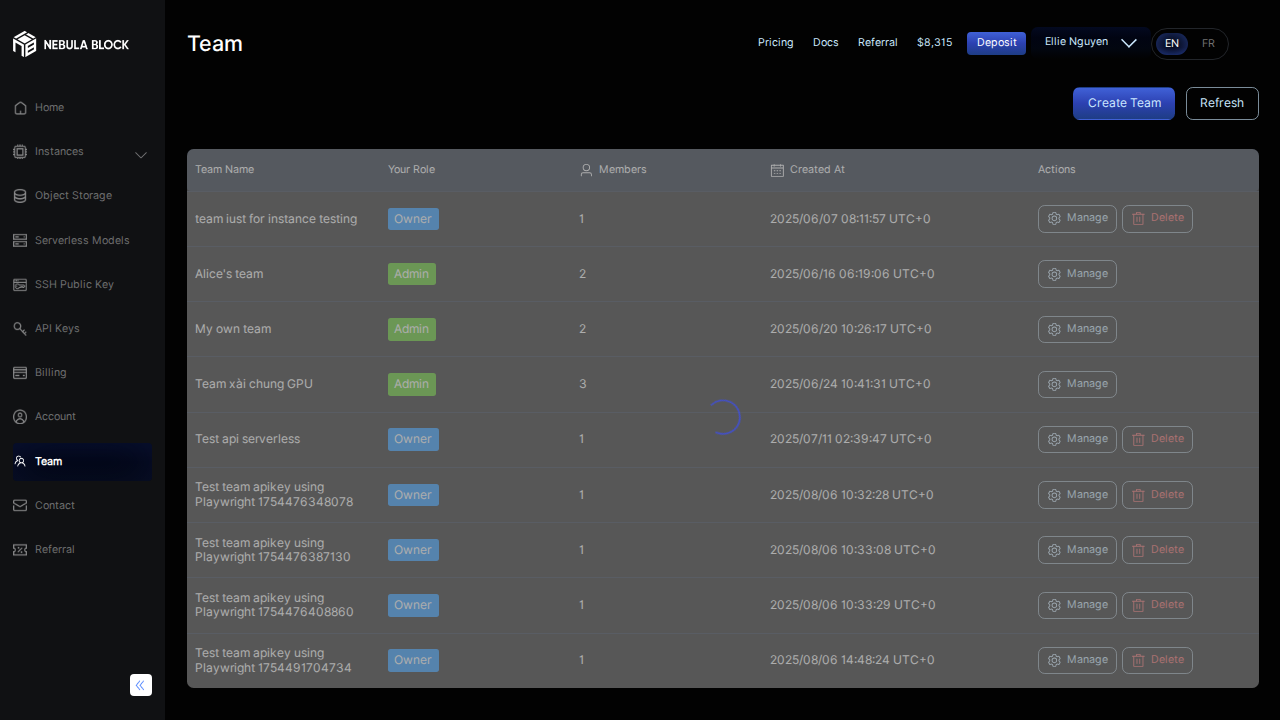 NEBULA BLOCK
Team
Pricing
Docs
Referral
$8,315
Deposit
Ellie Nguyen
EN
FR
Create Team
Refresh
Home
Instances
Object Storage
Serverless Models
SSH Public Key
API Keys
Billing
Account
Team
Contact
Referral
Team Name
Your Role
Members
Created At
Actions
team iust for instance testing
Owner
1
2025/06/07 08:11:57 UTC+0
Manage
Delete
Alice's team
Admin
2
2025/06/16 06:19:06 UTC+0
Manage
My own team
Admin
2
2025/06/20 10:26:17 UTC+0
Manage
Team xài chung GPU
Admin
3
2025/06/24 10:41:31 UTC+0
Manage
Test api serverless
Owner
1
2025/07/11 02:39:47 UTC+0
Manage
Delete
Test team apikey using
Playwright 1754476348078
Owner
1
2025/08/06 10:32:28 UTC+0
Manage
Delete
Test team apikey using
Playwright 1754476387130
Owner
1
2025/08/06 10:33:08 UTC+0
Manage
Delete
Test team apikey using
Playwright 1754476408860
Owner
1
2025/08/06 10:33:29 UTC+0
Manage
Delete
Test team apikey using
Playwright 1754491704734
Owner
1
2025/08/06 14:48:24 UTC+0
Manage
Delete